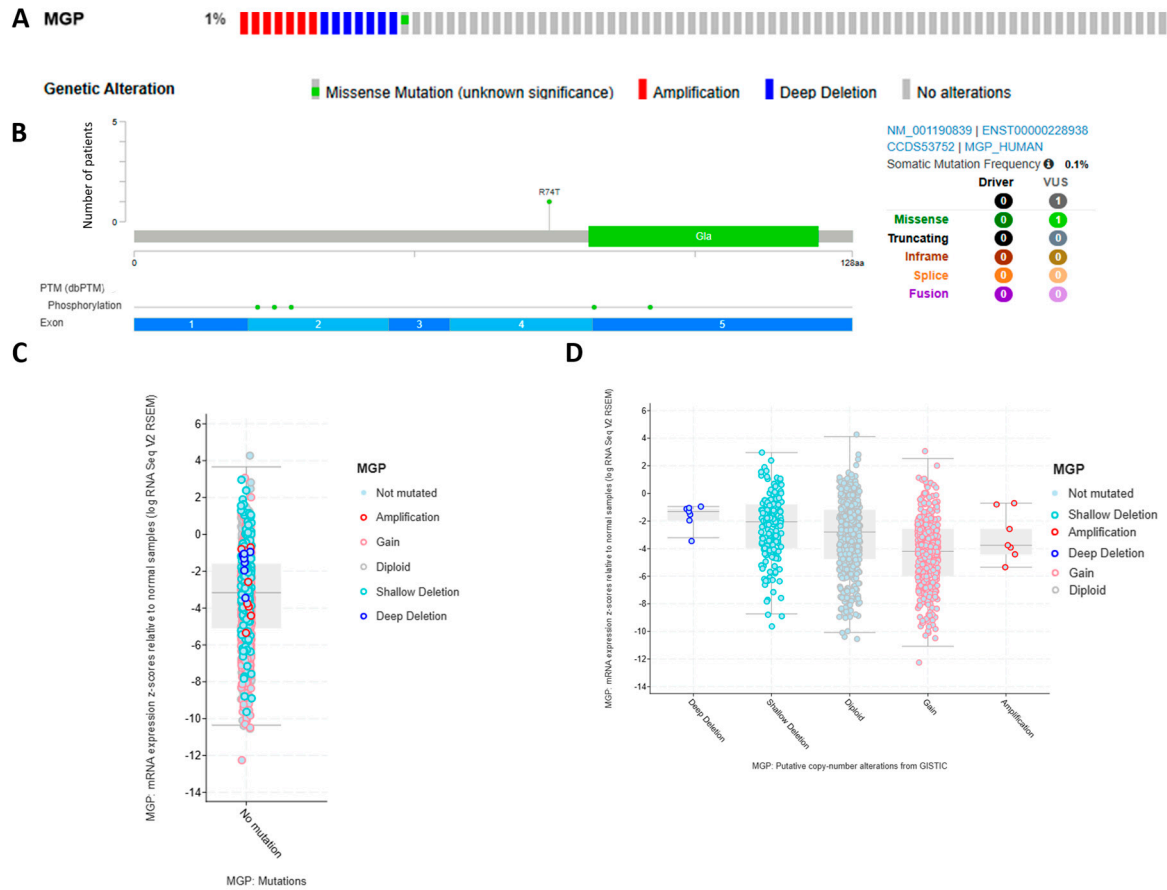 A MGP 1%
Genetic Alteration Missense Mutation (unknown significance) Amplification Deep Deletion No alterations
B
Number of patients
5
0
R74T
Gla
0
128aa
PTM (dbPTM) ...
Phosphorylation
Exon 1 2 3 4 5
NM_001190839 | ENST00000228938
CCDS53752 | MGP_HUMAN
Somatic Mutation Frequency 0.1%
Driver VUS
0 1
Missense 0 1
Truncating 0 0
Inframe 0 0
Splice 0 0
Fusion 0 0
C
MGP: mRNA expression z-scores relative to normal samples (log RNA Seq V2 RSEM)
6
4
2
0
-2
-4
-6
-8
-10
-12
-14
No mutation
MGP: Mutations
MGP
Not mutated
Amplification
Gain
Diploid
Shallow Deletion
Deep Deletion
D
MGP: mRNA expression z-scores relative to normal samples (log RNA Seq V2 RSEM)
6
4
2
0
-2
-4
-6
-8
-10
-12
-14
Deep Deletion
Shallow Deletion
Diploid
Gain
Amplification
MGP: Putative copy-number alterations from GISTIC
MGP
Not mutated
Shallow Deletion
Amplification
Deep Deletion
Gain
Diploid